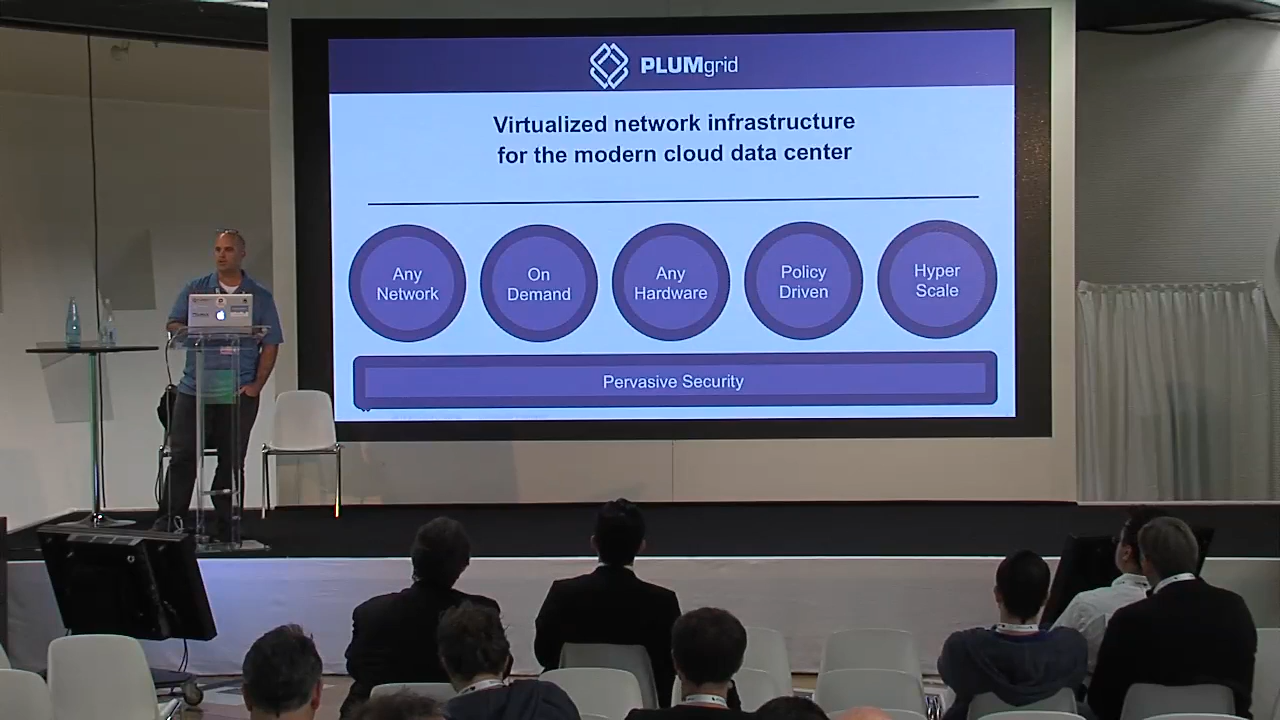 PLUMgrid
Virtualized network infrastructure
for the modern cloud data center
Any
Network
On
Demand
Any
Hardware
Policy
Driven
Hyper
Scale
Pervasive Security